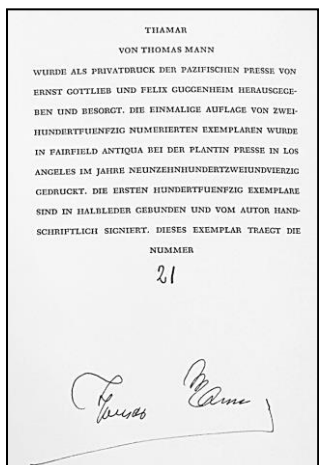 THAMAR
VON THOMAS MANN
WURDE ALS PRIVATDRUCK DER PAZIFISCHEN PRESSE VON
ERNST GOTTLIEB UND FELIX GUGGENHEIM HERAUSGEGE-
BEN UND BESORGT. DIE EINMALIGE AUFLAGE VON ZWEI-
HUNDERTFUENFZIG NUMERIERTEN EXEMPLAREN WURDE
IN FAIRFIELD ANTIQUA BEI DER PLANTIN PRESSE IN LOS
ANGELES IM JAHRE NEUNZEHNHUNDERTZWEIUNDVIERZIG
GEDRUCKT. DIE ERSTEN HUNDERTFUENFZIG EXEMPLARE
SIND IN HALBLEDER GEBUNDEN UND VOM AUTOR HAND-
SCHRIFTLICH SIGNIERT. DIESES EXEMPLAR TRAEGT DIE
NUMMER
21
Thomas Mann